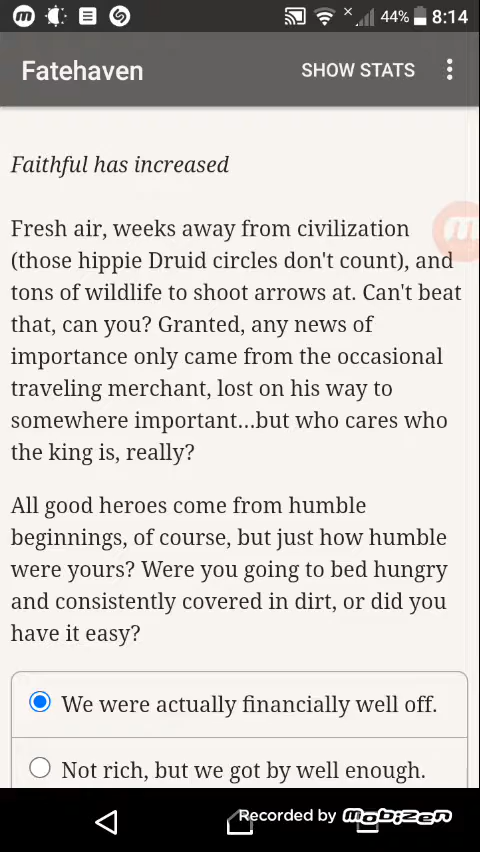 44% 8:14
Fatehaven SHOW STATS
Faithful has increased
Fresh air, weeks away from civilization
(those hippie Druid circles don't count), and
tons of wildlife to shoot arrows at. Can't beat
that, can you? Granted, any news of
importance only came from the occasional
traveling merchant, lost on his way to
somewhere important...but who cares who
the king is, really?
All good heroes come from humble
beginnings, of course, but just how humble
were yours? Were you going to bed hungry
and consistently covered in dirt, or did you
have it easy?
We were actually financially well off.
Not rich, but we got by well enough.
Recorded by Mobizen